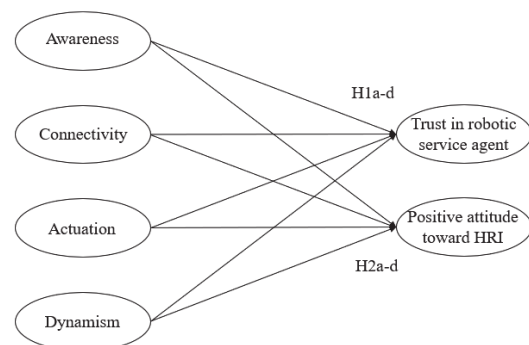 Awareness
H1a-d
Connectivity
Trust in robotic
service agent
Actuation
Positive attitude
toward HRI
H2a-d
Dynamism